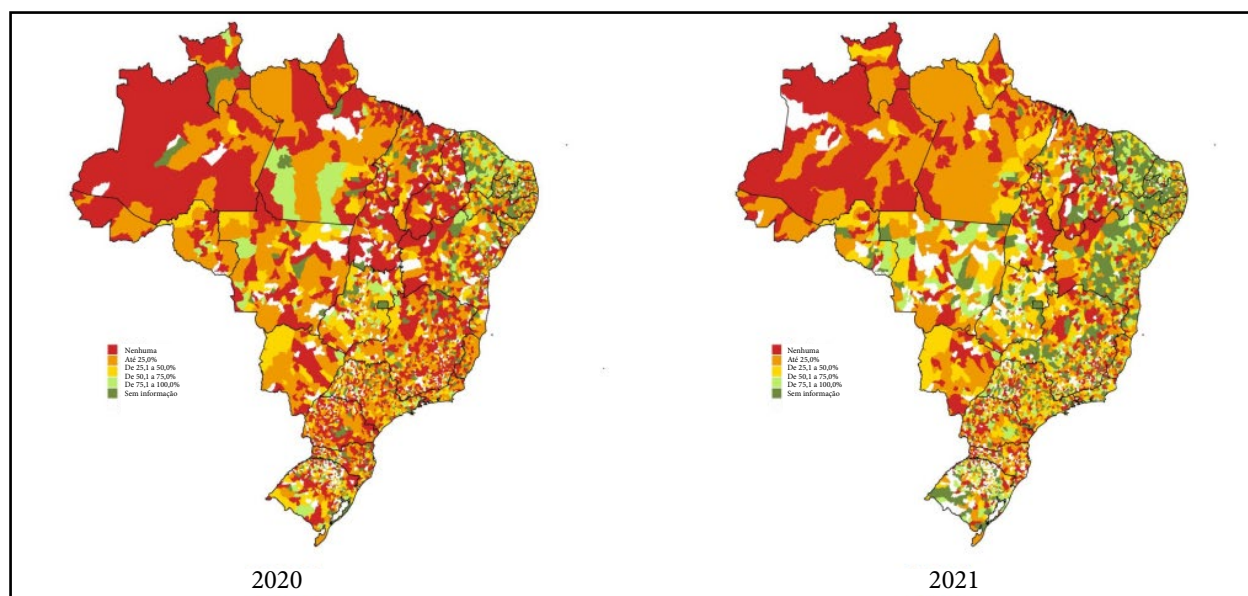 Nenhuma
Até 25,0%
De 25,1 a 50,0%
De 50,1 a 75,0%
De 75,1 a 100,0%
Sem informação
Nenhuma
Até 25,0%
De 25,1 a 50,0%
De 50,1 a 75,0%
De 75,1 a 100,0%
Sem informação
2020
2021